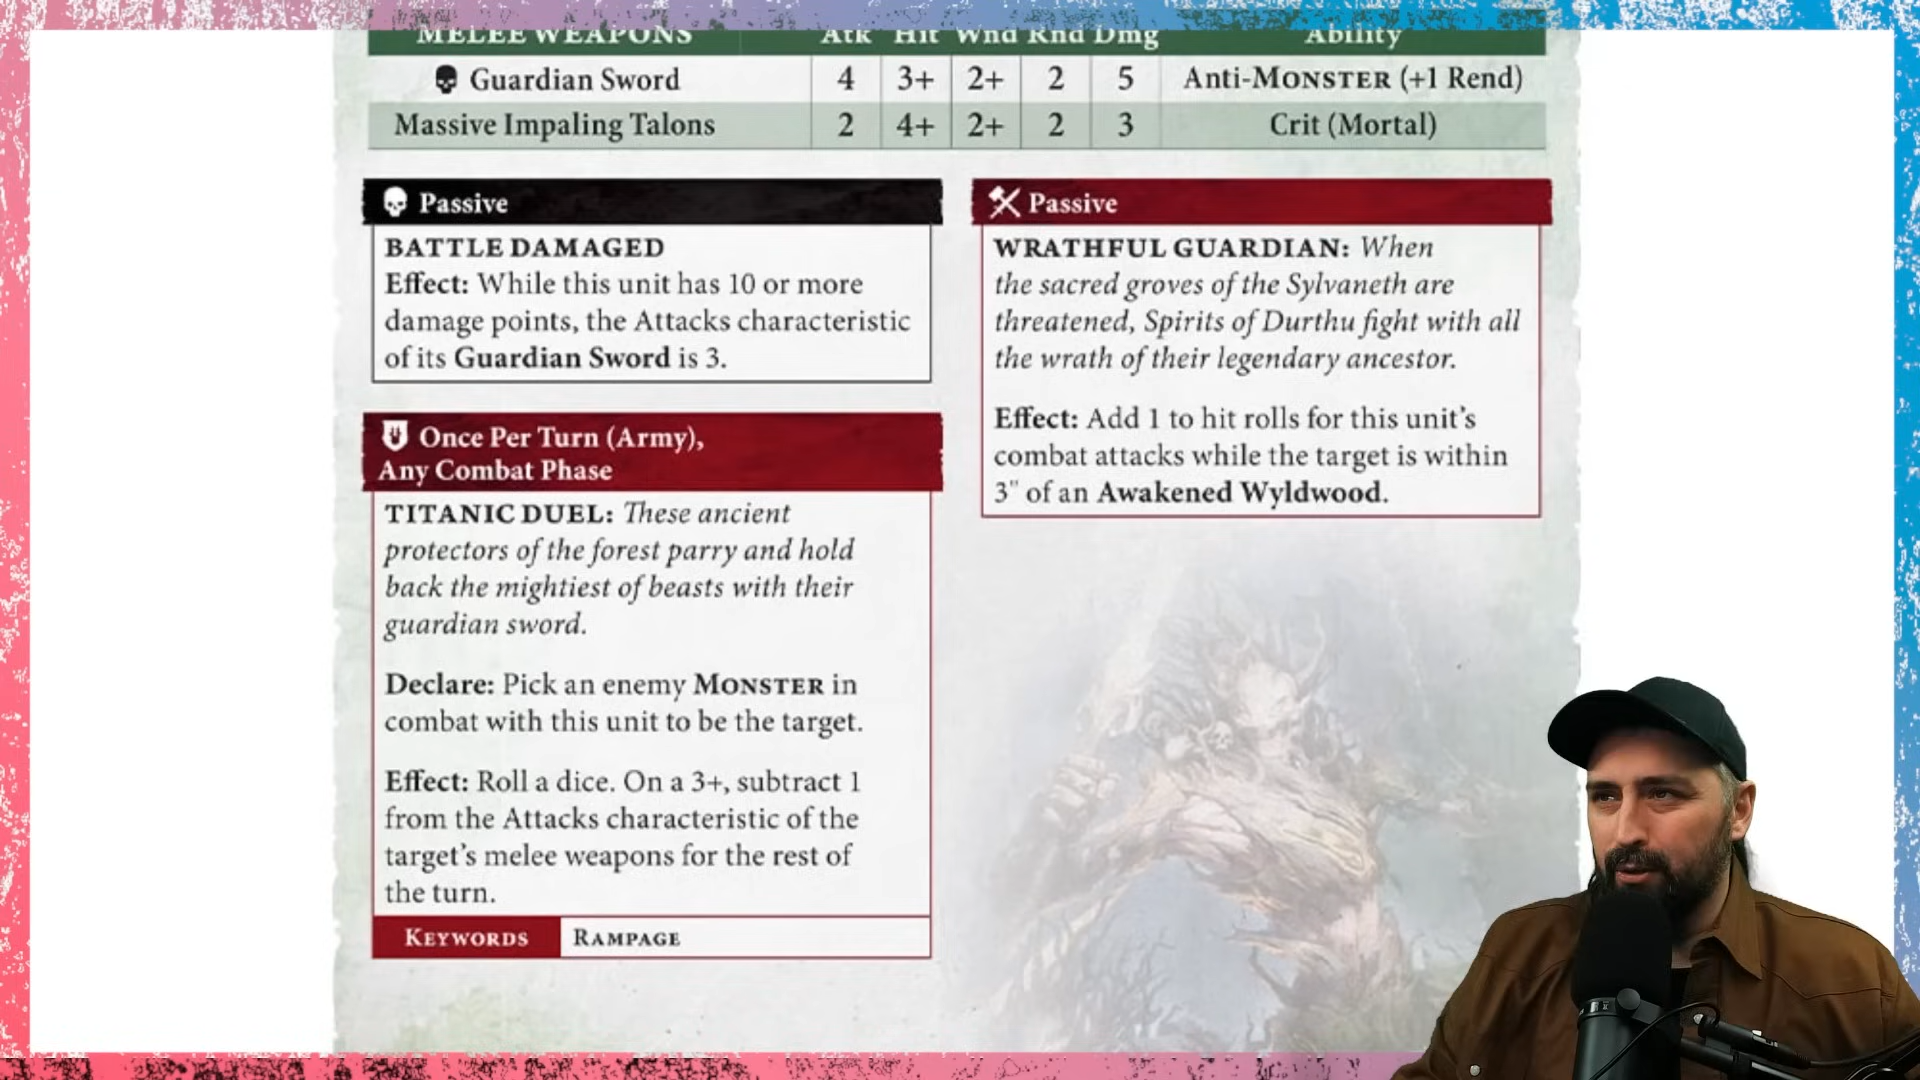 MELEE WEAPONS Atk Hit Wnd Rnd Dmg Ability
Guardian Sword 4 3+ 2+ 2 5 Anti-MONSTER (+1 Rend)
Massive Impaling Talons 2 4+ 2+ 2 3 Crit (Mortal)
Passive
BATTLE DAMAGED
Effect: While this unit has 10 or more
damage points, the Attacks characteristic
of its Guardian Sword is 3.
Once Per Turn (Army),
Any Combat Phase
TITANIC DUEL: These ancient
protectors of the forest parry and hold
back the mightiest of beasts with their
guardian sword.
Declare: Pick an enemy MONSTER in
combat with this unit to be the target.
Effect: Roll a dice. On a 3+, subtract 1
from the Attacks characteristic of the
target's melee weapons for the rest of
the turn.
KEYWORDS RAMPAGE
Passive
WRATHFUL GUARDIAN: When
the sacred groves of the Sylvaneth are
threatened, Spirits of Durthu fight with all
the wrath of their legendary ancestor.
Effect: Add 1 to hit rolls for this unit's
combat attacks while the target is within
3" of an Awakened Wyldwood.